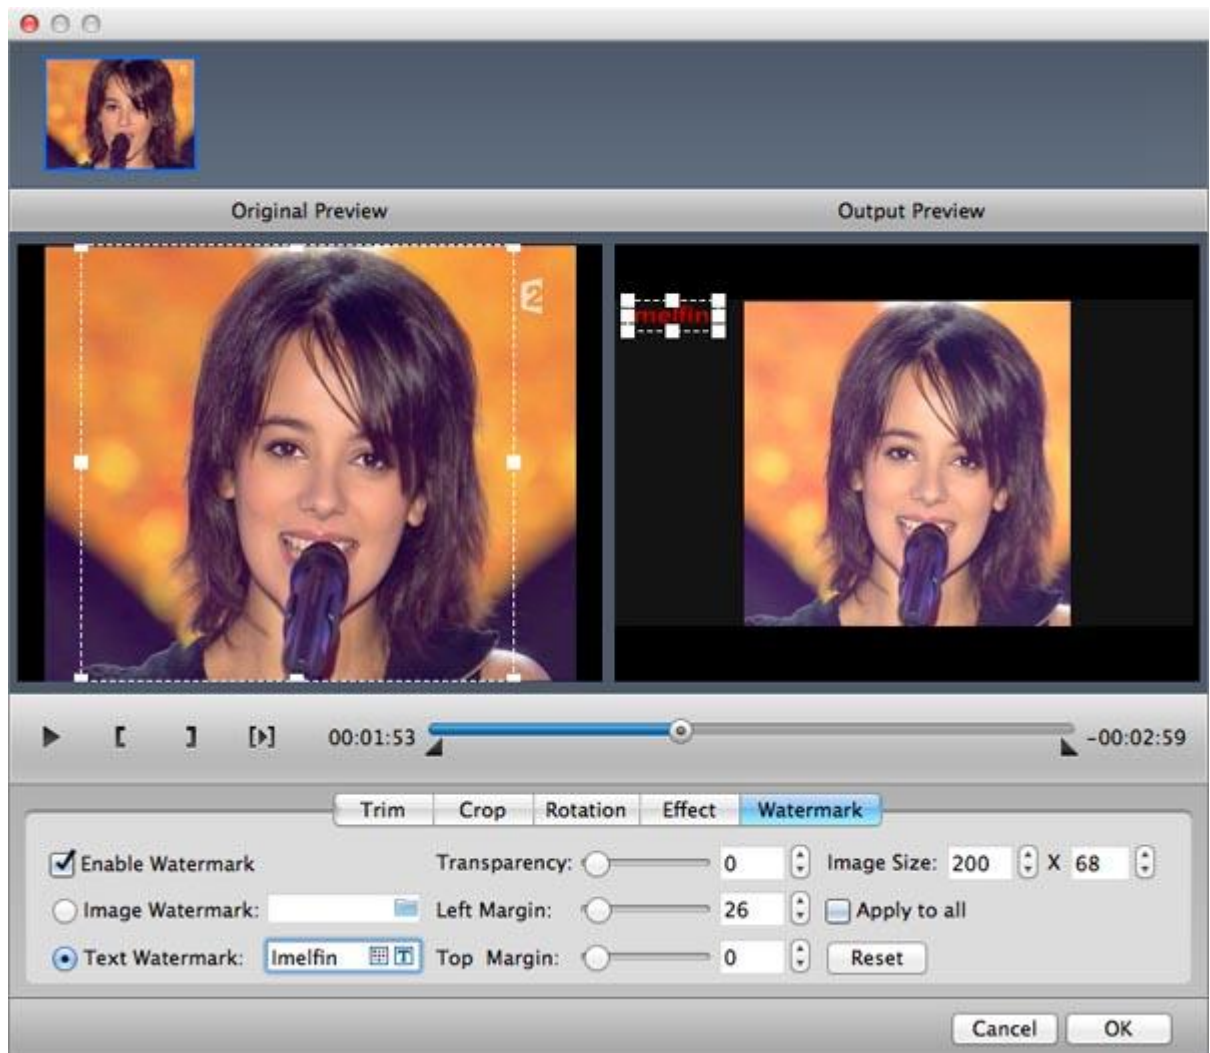 Original Preview
Output Preview
2
Imelfin
00:01:53
-00:02:59
Trim Crop Rotation Effect Watermark
Enable Watermark Transparency: 0 Image Size: 200 X 68
Image Watermark: Left Margin: 26 Apply to all
Text Watermark: Imelfin T Top Margin: 0 Reset
Cancel OK